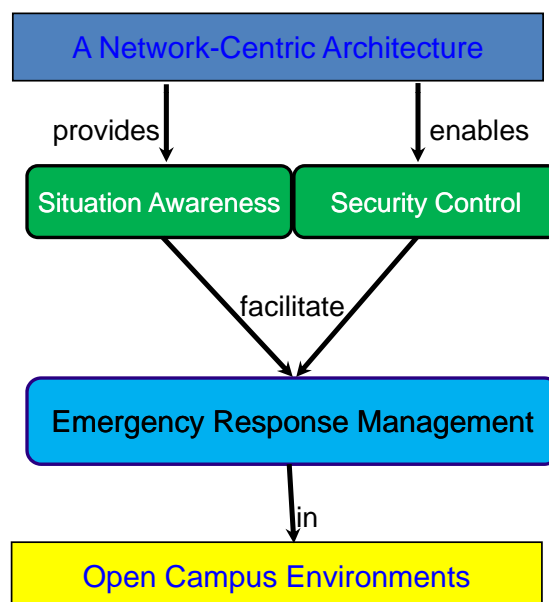 A Network-Centric Architecture
provides
enables
Situation Awareness
Security Control
facilitate
Emergency Response Management
in
Open Campus Environments